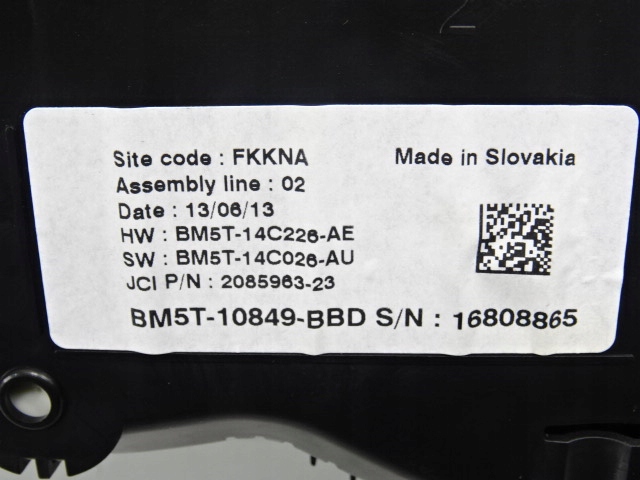 Site code : FKKNA Made in Slovakia
Assembly line : 02
Date : 13/06/13
HW : BM5T-14C226-AE
SW : BM5T-14C026-AU
JCI P/N : 2085963-23
BM5T-10849-BBD S/N : 16808865